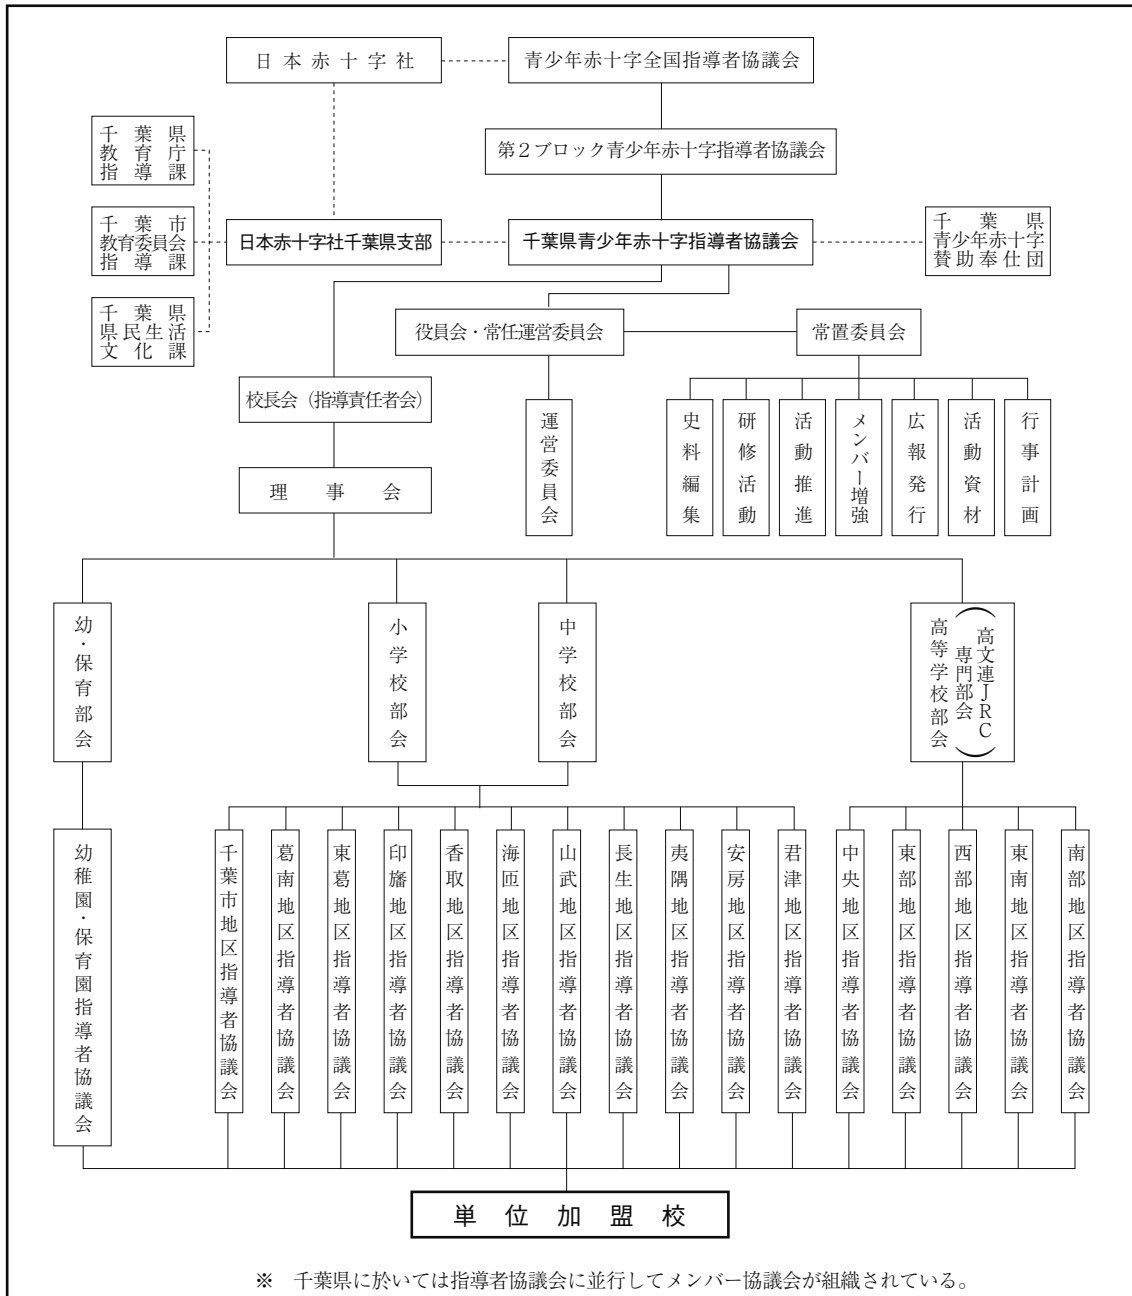 日本赤十字社
青少年赤十字全国指導者協議会
千葉県
教育庁
指導課
第2ブロック青少年赤十字指導者協議会
千葉市
教育委員会
指導課
日本赤十字社千葉県支部
千葉県青少年赤十字指導者協議会
千葉県
青少年赤十字
賛助奉仕団
千葉県
県民生活
文化課
役員会・常任運営委員会
常置委員会
校長会（指導責任者会）
理事会
運営委員会
史料編集
研修活動
活動推進
メンバー増強
広報発行
活動資材
行事計画
幼・保育部会
小学校部会
中学校部会
高等学校部会
（高文連JRC
専門部会）
幼稚園・保育園指導者協議会
千葉市地区指導者協議会
葛南地区指導者協議会
東葛地区指導者協議会
印旛地区指導者協議会
香取地区指導者協議会
海匝地区指導者協議会
山武地区指導者協議会
長生地区指導者協議会
夷隅地区指導者協議会
安房地区指導者協議会
君津地区指導者協議会
中央地区指導者協議会
東部地区指導者協議会
西部地区指導者協議会
東南地区指導者協議会
南部地区指導者協議会
単位加盟校
※　千葉県に於いては指導者協議会に並行してメンバー協議会が組織されている。